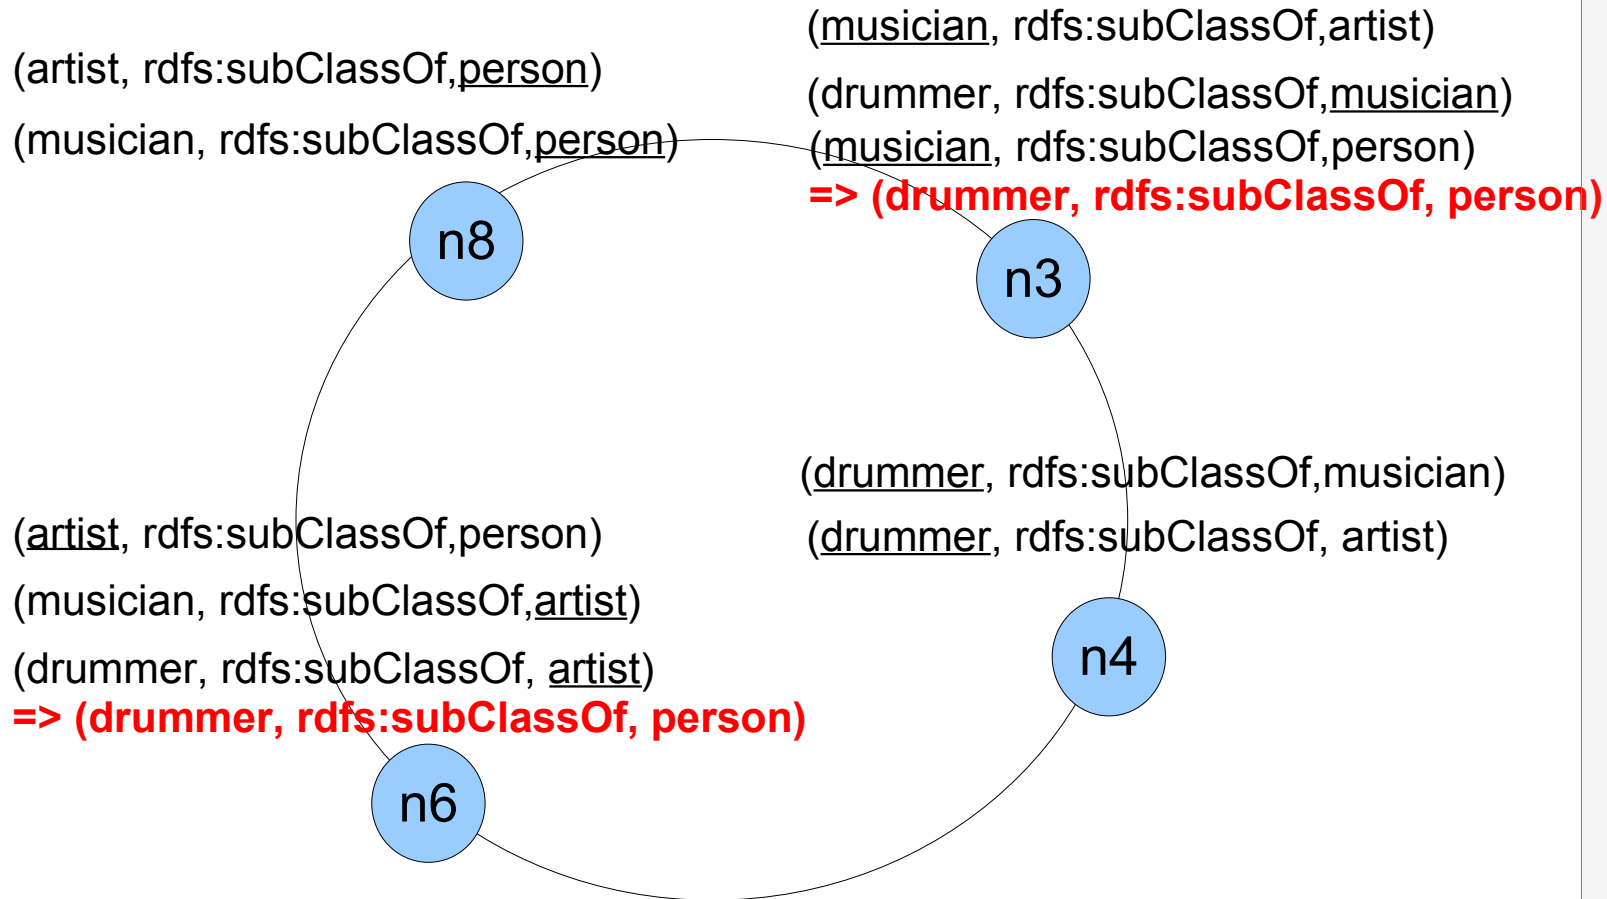 (artist, rdfs:subClassOf,person)
(musician, rdfs:subClassOf,person)
n8
(musician, rdfs:subClassOf,artist)
(drummer, rdfs:subClassOf,musician)
(musician, rdfs:subClassOf,person)
=> (drummer, rdfs:subClassOf, person)
n3
(drummer, rdfs:subClassOf,musician)
(drummer, rdfs:subClassOf, artist)
n4
(artist, rdfs:subClassOf,person)
(musician, rdfs:subClassOf,artist)
(drummer, rdfs:subClassOf, artist)
=> (drummer, rdfs:subClassOf, person)
n6